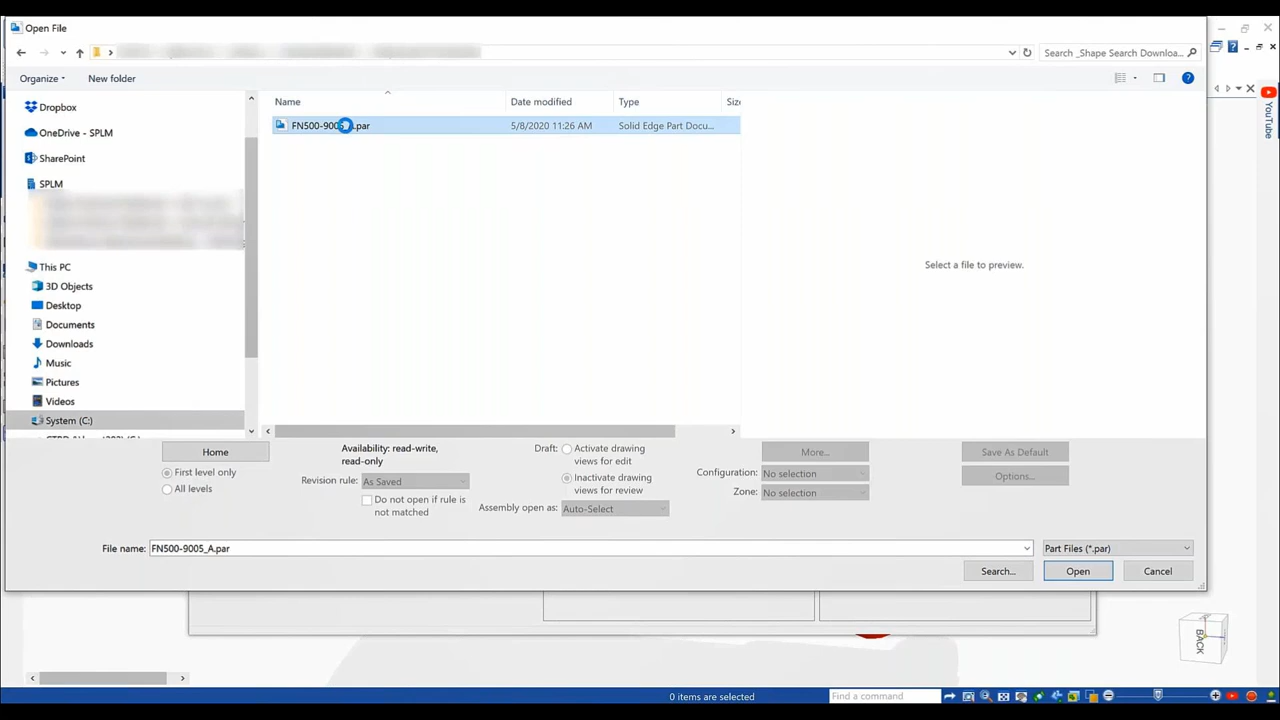 Open File
Search _Shape Search Downloa...
Organize
New folder
Name
Date modified
Type
Size
FN500-9005_A.par
5/8/2020 11:26 AM
Solid Edge Part Docu...
Dropbox
OneDrive - SPLM
SharePoint
SPLM
This PC
3D Objects
Desktop
Documents
Downloads
Music
Pictures
Videos
System (C:)
Select a file to preview.
Home
First level only
All levels
Availability: read-write,
read-only
Revision rule:
As Saved
Do not open if rule is
not matched
Draft:
Activate drawing
views for edit
Inactivate drawing
views for review
Assembly open as:
Auto-Select
More...
Configuration:
No selection
Zone:
No selection
Save As Default
Options...
File name:
FN500-9005_A.par
Part Files (*.par)
Search...
Open
Cancel
YouTube
BACK
0 items are selected
Find a command